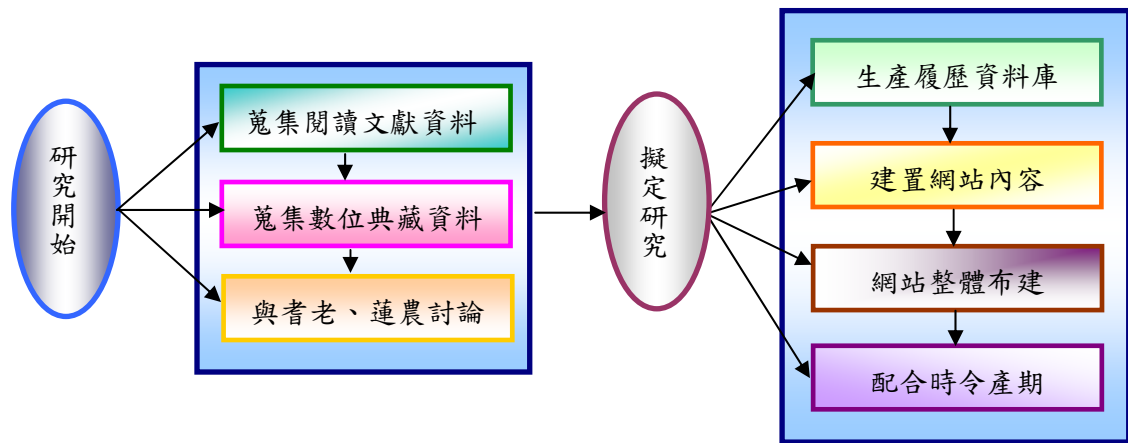 研究開始
蒐集閱讀文獻資料
蒐集數位典藏資料
與耆老、蓮農討論
擬定研究
生產履歷資料庫
建置網站內容
網站整體布建
配合時令產期